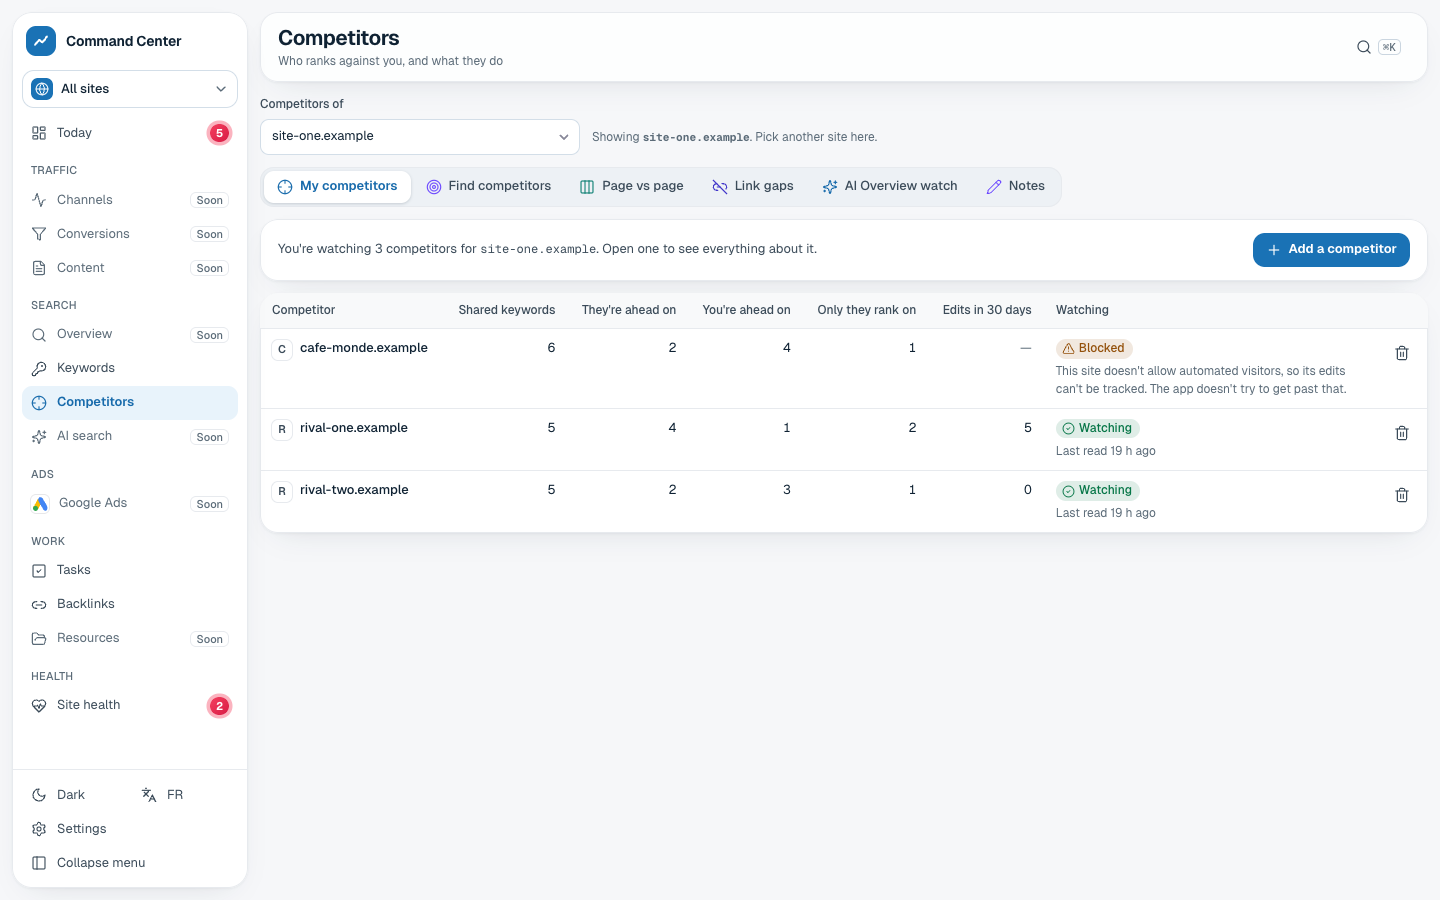 Command Center
All sites
Today 5
TRAFFIC
Channels Soon
Conversions Soon
Content Soon
SEARCH
Overview Soon
Keywords
Competitors
AI search Soon
ADS
Google Ads Soon
WORK
Tasks
Backlinks
Resources Soon
HEALTH
Site health 2
Dark FR
Settings
Collapse menu
Competitors
Who ranks against you, and what they do
⌘K
Competitors of
site-one.example
Showing site-one.example. Pick another site here.
My competitors Find competitors Page vs page Link gaps AI Overview watch Notes
You're watching 3 competitors for site-one.example. Open one to see everything about it.
Add a competitor
Competitor Shared keywords They're ahead on You're ahead on Only they rank on Edits in 30 days Watching
C cafe-monde.example 6 2 4 1 — Blocked
This site doesn't allow automated visitors, so its edits
can't be tracked. The app doesn't try to get past that.
R rival-one.example 5 4 1 2 5 Watching
Last read 19 h ago
R rival-two.example 5 2 3 1 0 Watching
Last read 19 h ago